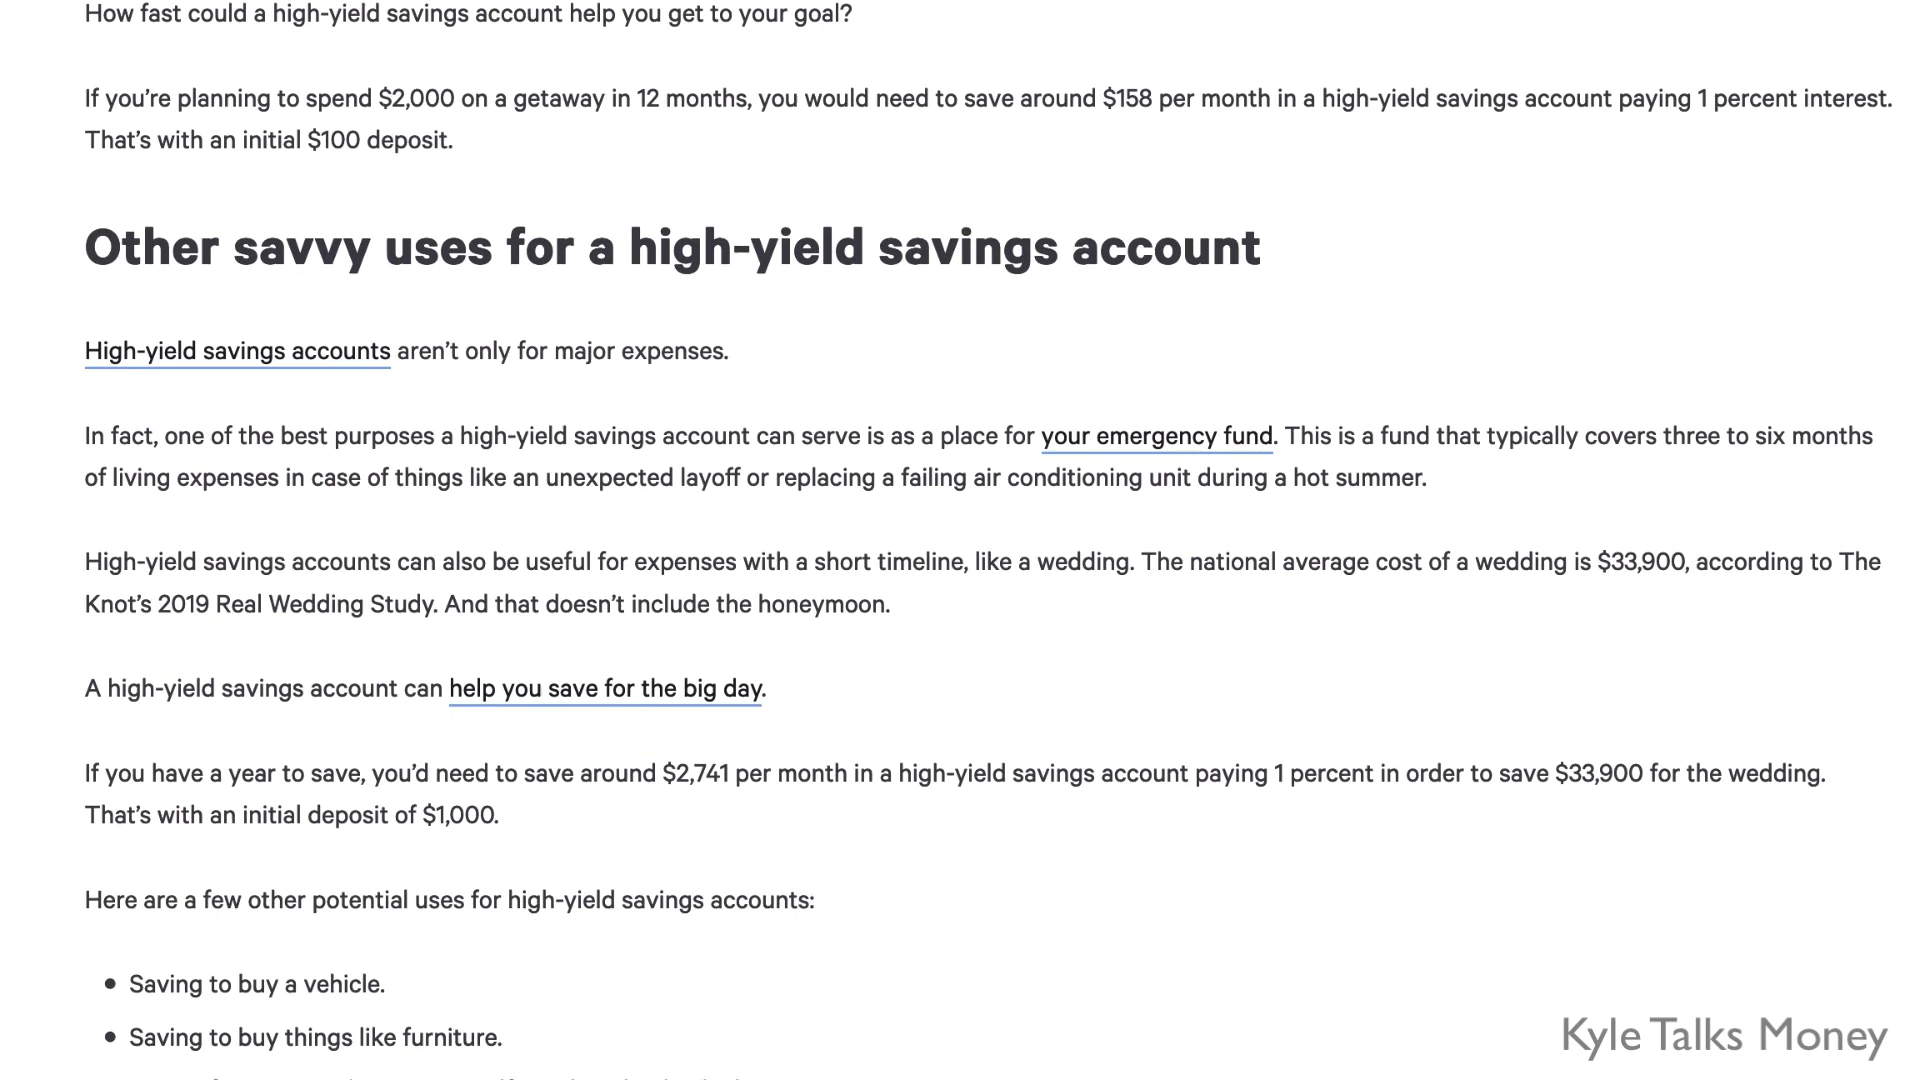 How fast could a high-yield savings account help you get to your goal?
If you’re planning to spend $2,000 on a getaway in 12 months, you would need to save around $158 per month in a high-yield savings account paying 1 percent interest.
That’s with an initial $100 deposit.
Other savvy uses for a high-yield savings account
High-yield savings accounts aren’t only for major expenses.
In fact, one of the best purposes a high-yield savings account can serve is as a place for your emergency fund. This is a fund that typically covers three to six months
of living expenses in case of things like an unexpected layoff or replacing a failing air conditioning unit during a hot summer.
High-yield savings accounts can also be useful for expenses with a short timeline, like a wedding. The national average cost of a wedding is $33,900, according to The
Knot’s 2019 Real Wedding Study. And that doesn’t include the honeymoon.
A high-yield savings account can help you save for the big day.
If you have a year to save, you’d need to save around $2,741 per month in a high-yield savings account paying 1 percent in order to save $33,900 for the wedding.
That’s with an initial deposit of $1,000.
Here are a few other potential uses for high-yield savings accounts:
• Saving to buy a vehicle.
• Saving to buy things like furniture.
Kyle Talks Money